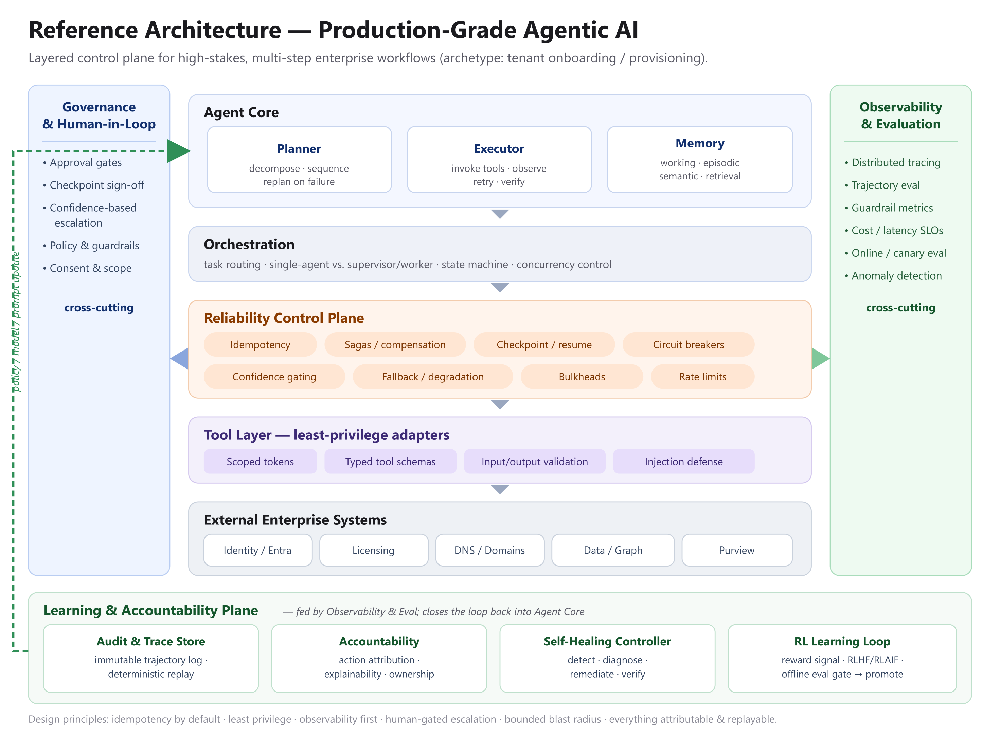 Reference Architecture — Production-Grade Agentic AI
Layered control plane for high-stakes, multi-step enterprise workflows (archetype: tenant onboarding / provisioning).
Governance
& Human-in-Loop
• Approval gates
• Checkpoint sign-off
• Confidence-based
escalation
• Policy & guardrails
• Consent & scope
cross-cutting
policy / model / prompt update
Agent Core
Planner
decompose · sequence
replan on failure
Executor
invoke tools · observe
retry · verify
Memory
working · episodic
semantic · retrieval
Orchestration
task routing · single-agent vs. supervisor/worker · state machine · concurrency control
Reliability Control Plane
Idempotency
Sagas / compensation
Checkpoint / resume
Circuit breakers
Confidence gating
Fallback / degradation
Bulkheads
Rate limits
Tool Layer — least-privilege adapters
Scoped tokens
Typed tool schemas
Input/output validation
Injection defense
External Enterprise Systems
Identity / Entra
Licensing
DNS / Domains
Data / Graph
Purview
Observability
& Evaluation
• Distributed tracing
• Trajectory eval
• Guardrail metrics
• Cost / latency SLOs
• Online / canary eval
• Anomaly detection
cross-cutting
Learning & Accountability Plane
— fed by Observability & Eval; closes the loop back into Agent Core
Audit & Trace Store
immutable trajectory log ·
deterministic replay
Accountability
action attribution ·
explainability · ownership
Self-Healing Controller
detect · diagnose ·
remediate · verify
RL Learning Loop
reward signal · RLHF/RLAIF ·
offline eval gate → promote
Design principles: idempotency by default · least privilege · observability first · human-gated escalation · bounded blast radius · everything attributable & replayable.